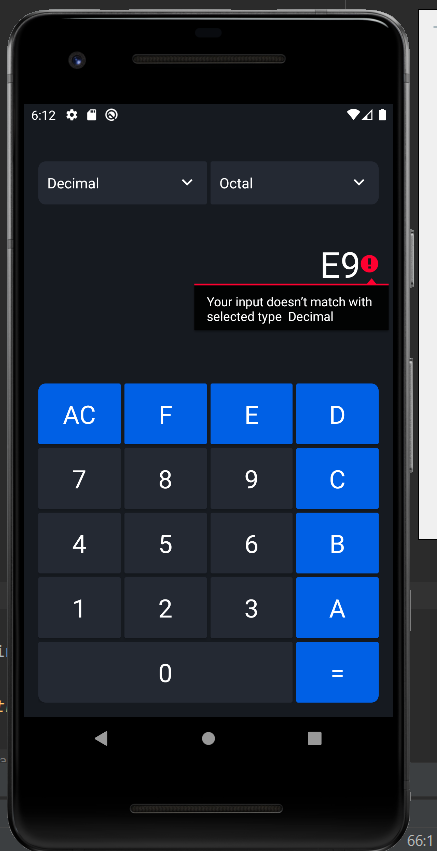 6:12
Decimal
Octal
E9
Your input doesn't match with
selected type  Decimal
AC
F
E
D
7
8
9
C
4
5
6
B
1
2
3
A
0
=
66:1